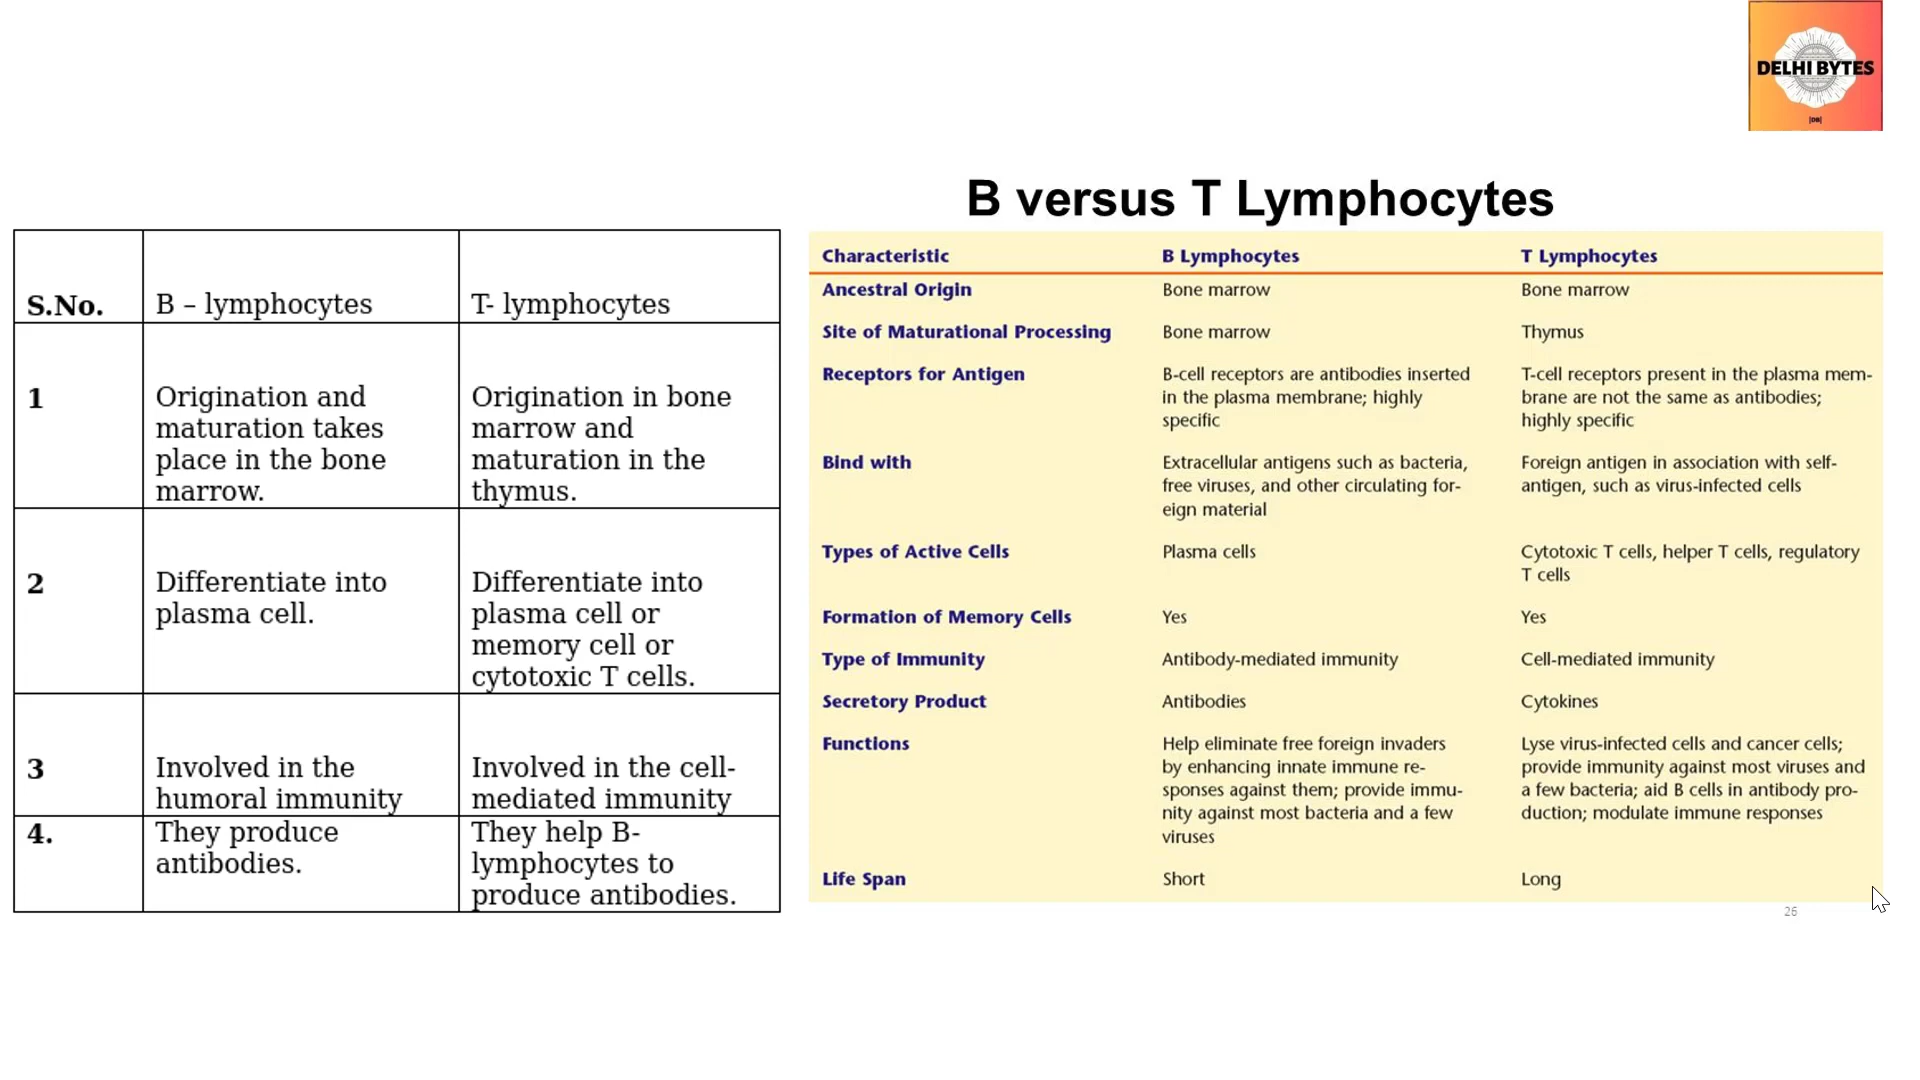 DELHI BYTES
|DB|
B versus T Lymphocytes
S.No.
B – lymphocytes
T- lymphocytes
1
Origination and
maturation takes
place in the bone
marrow.
Origination in bone
marrow and
maturation in the
thymus.
2
Differentiate into
plasma cell.
Differentiate into
plasma cell or
memory cell or
cytotoxic T cells.
3
Involved in the
humoral immunity
Involved in the cell-
mediated immunity
4.
They produce
antibodies.
They help B-
lymphocytes to
produce antibodies.
Characteristic
B Lymphocytes
T Lymphocytes
Ancestral Origin
Bone marrow
Bone marrow
Site of Maturational Processing
Bone marrow
Thymus
Receptors for Antigen
B-cell receptors are antibodies inserted
in the plasma membrane; highly
specific
T-cell receptors present in the plasma mem-
brane are not the same as antibodies;
highly specific
Bind with
Extracellular antigens such as bacteria,
free viruses, and other circulating for-
eign material
Foreign antigen in association with self-
antigen, such as virus-infected cells
Types of Active Cells
Plasma cells
Cytotoxic T cells, helper T cells, regulatory
T cells
Formation of Memory Cells
Yes
Yes
Type of Immunity
Antibody-mediated immunity
Cell-mediated immunity
Secretory Product
Antibodies
Cytokines
Functions
Help eliminate free foreign invaders
by enhancing innate immune re-
sponses against them; provide immu-
nity against most bacteria and a few
viruses
Lyse virus-infected cells and cancer cells;
provide immunity against most viruses and
a few bacteria; aid B cells in antibody pro-
duction; modulate immune responses
Life Span
Short
Long
26